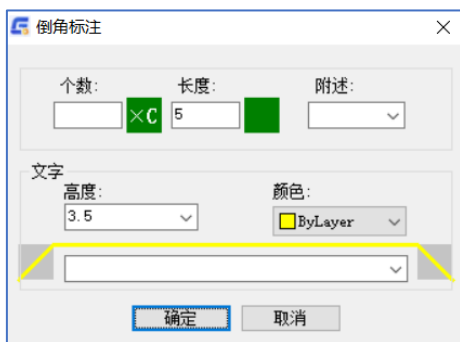 倒角标注
个数: 长度: 附述:
×C 5
文字
高度: 颜色:
3.5 ByLayer
确定 取消